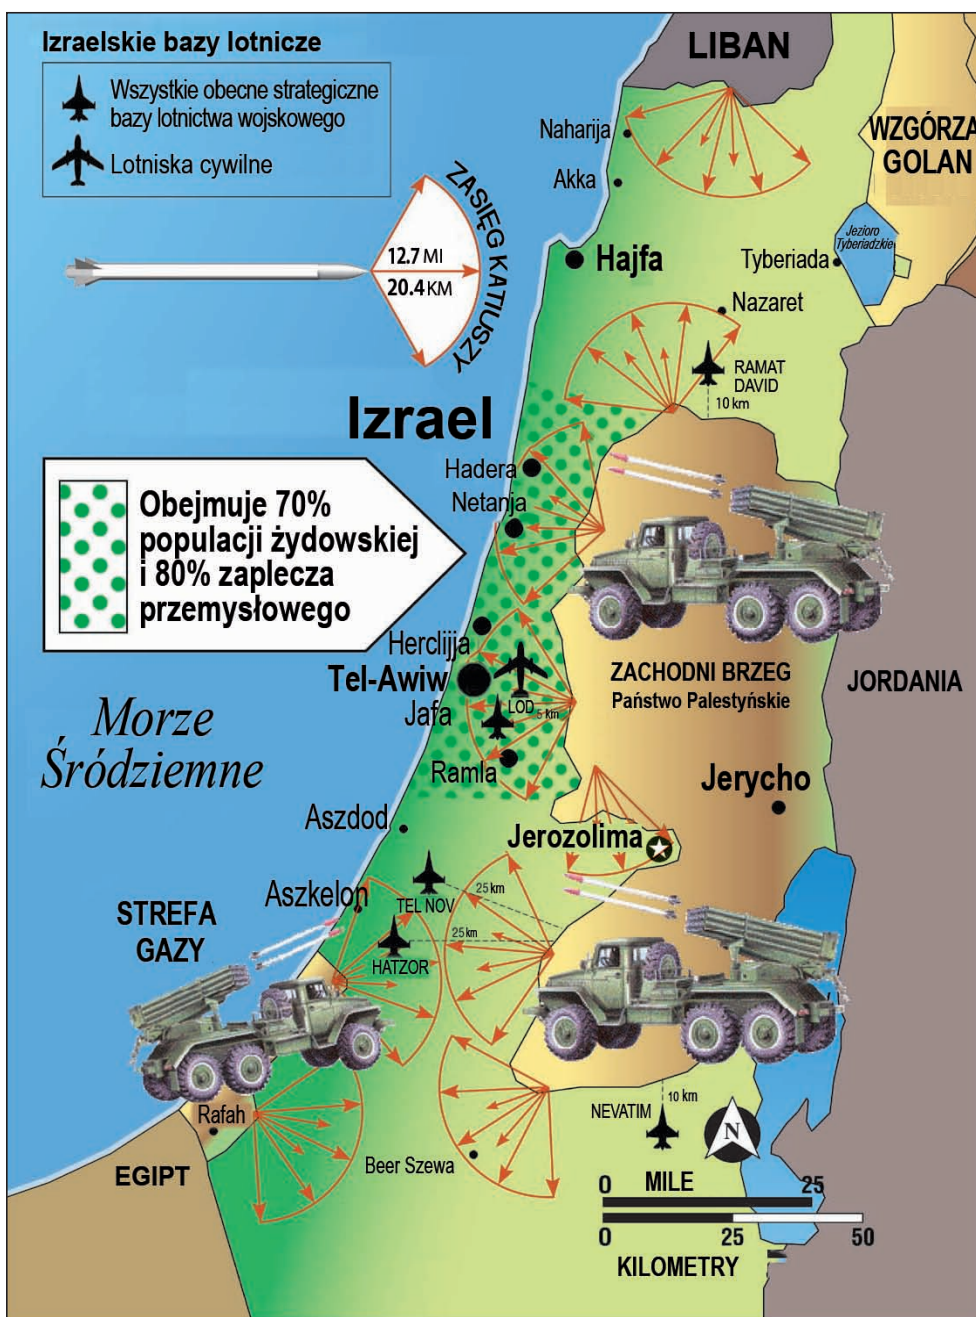 Izraelskie bazy lotnicze
Wszystkie obecne strategiczne
bazy lotnictwa wojskowego
Lotniska cywilne
ZASIĘG KATIUSZY
12.7 MI
20.4 KM
LIBAN
WZGÓRZA
GOLAN
Naharija
Akka
Hajfa
Jezioro
Tyberiadzkie
Tyberiada
Nazaret
RAMAT
DAVID
10 km
Izrael
Hadera
Netanja
Obejmuje 70%
populacji żydowskiej
i 80% zaplecza
przemysłowego
Herclijja
Tel-Awiw
LOD
5 km
Jafa
Ramla
ZACHODNI BRZEG
Państwo Palestyńskie
JORDANIA
Morze
Śródziemne
Jerycho
Aszdod
Jerozolima
Aszkelon
TEL NOV
25 km
STREFA
GAZY
25 km
HATZOR
Rafah
NEVATIM
10 km
N
EGIPT
Beer Szewa
0 MILE 25
0 25 50
KILOMETRY